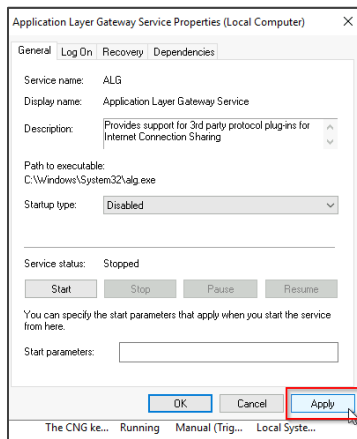 Application Layer Gateway Service Properties (Local Computer)
General Log On Recovery Dependencies
Service name: ALG
Display name: Application Layer Gateway Service
Description: Provides support for 3rd party protocol plug-ins for
Internet Connection Sharing
Path to executable:
C:\Windows\System32\alg.exe
Startup type: Disabled
Service status: Stopped
Start Stop Pause Resume
You can specify the start parameters that apply when you start the service
from here.
Start parameters:
OK Cancel Apply
The CNG ke... Running Manual (Trig... Local Syste...